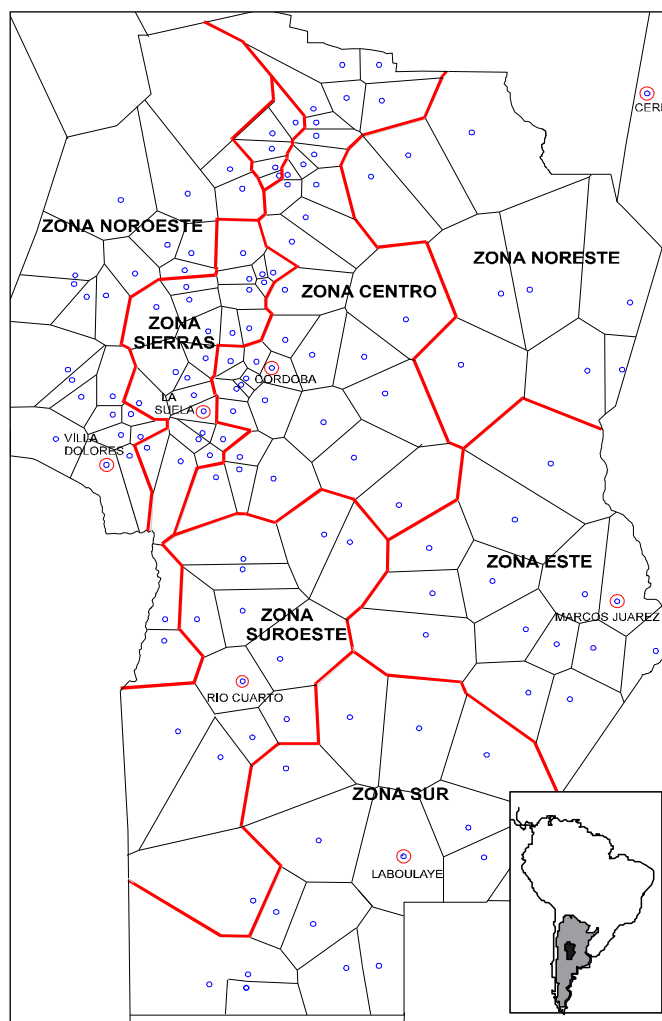 CERI
ZONA NOROESTE
ZONA NORESTE
ZONA CENTRO
ZONA
SIERRAS
CORDOBA
LA
SUELA
VILLA
DOLORES
ZONA ESTE
MARCOS JUAREZ
ZONA
SUROESTE
RIO CUARTO
ZONA SUR
LABOULAYE